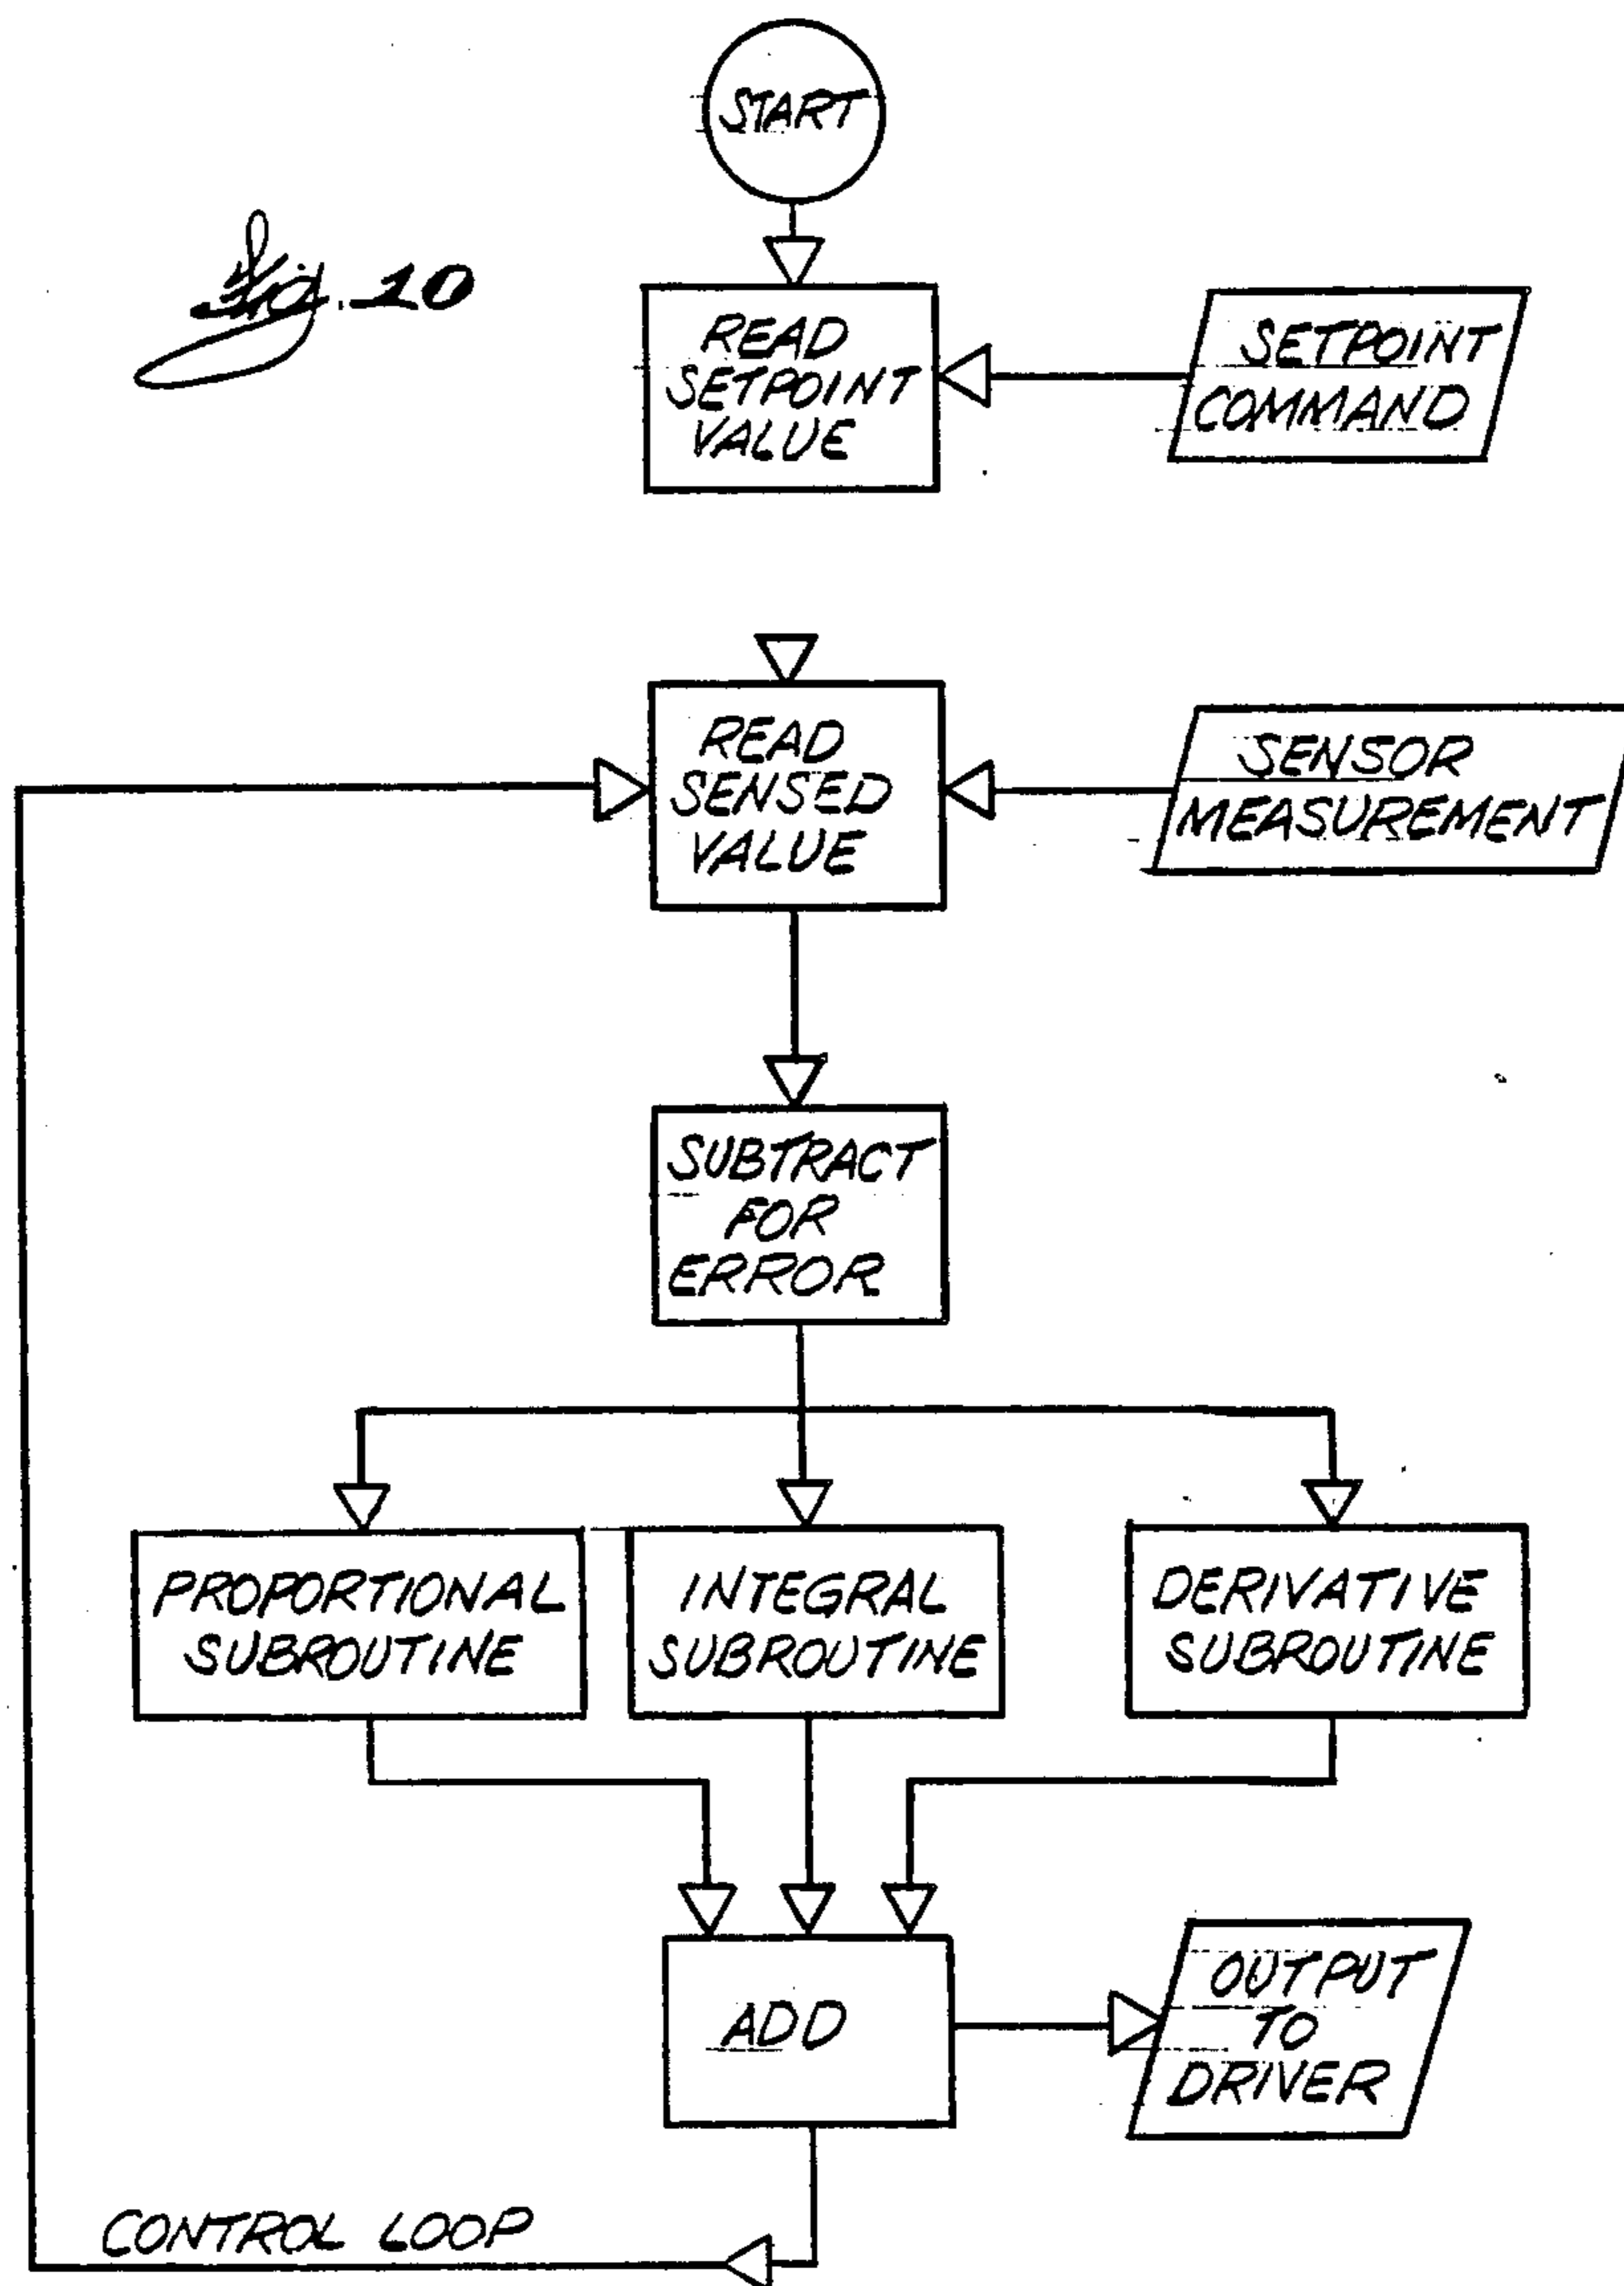 START
Fig. 10
READ
SETPOINT
VALUE
SETPOINT
COMMAND
READ
SENSED
VALUE
SENSOR
MEASUREMENT
SUBTRACT
FOR
ERROR
PROPORTIONAL
SUBROUTINE
INTEGRAL
SUBROUTINE
DERIVATIVE
SUBROUTINE
ADD
OUTPUT
TO
DRIVER
CONTROL LOOP